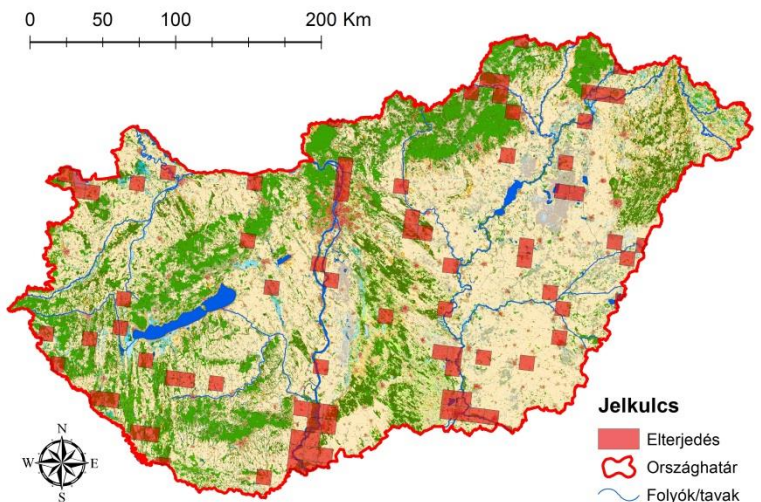 0 50 100 200 Km
N
W E
S
Jelkulcs
Elterjedés
Országhatár
Folyók/tavak